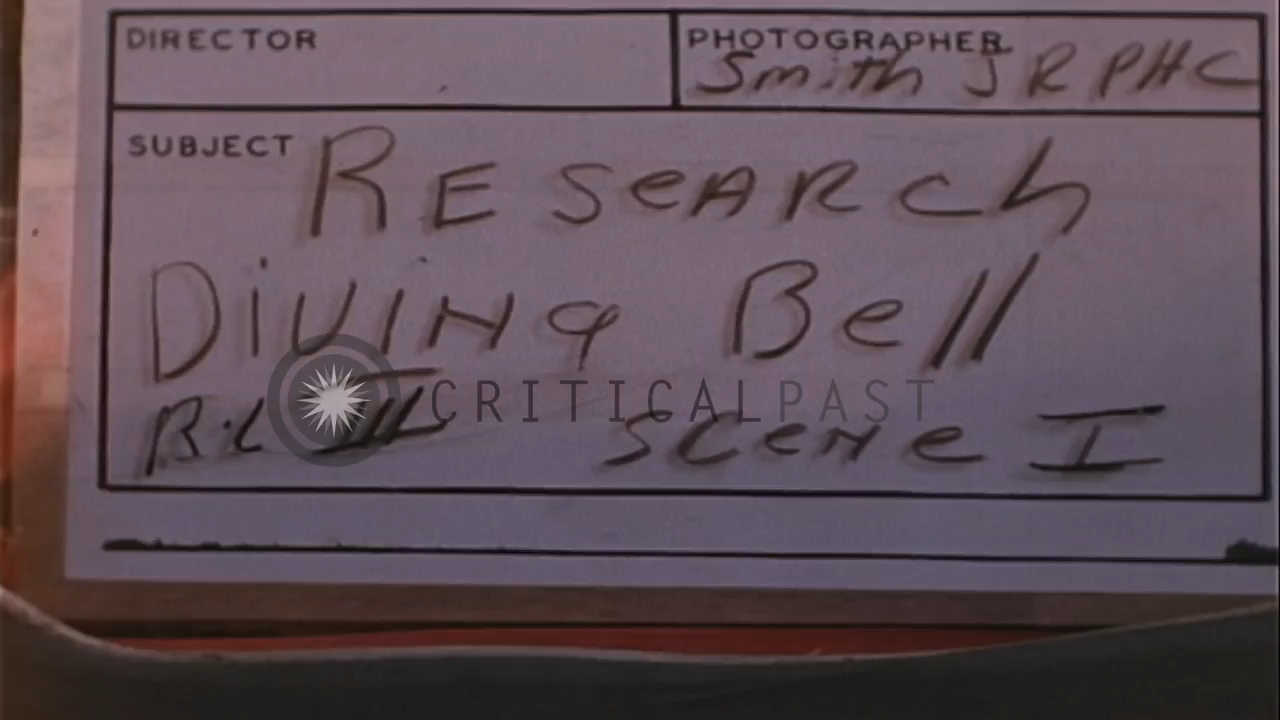 DIRECTOR
PHOTOGRAPHER
Smith JR PHC
SUBJECT
RESeARch
DiVING Bell
CRITICALPAST
SCeNe I